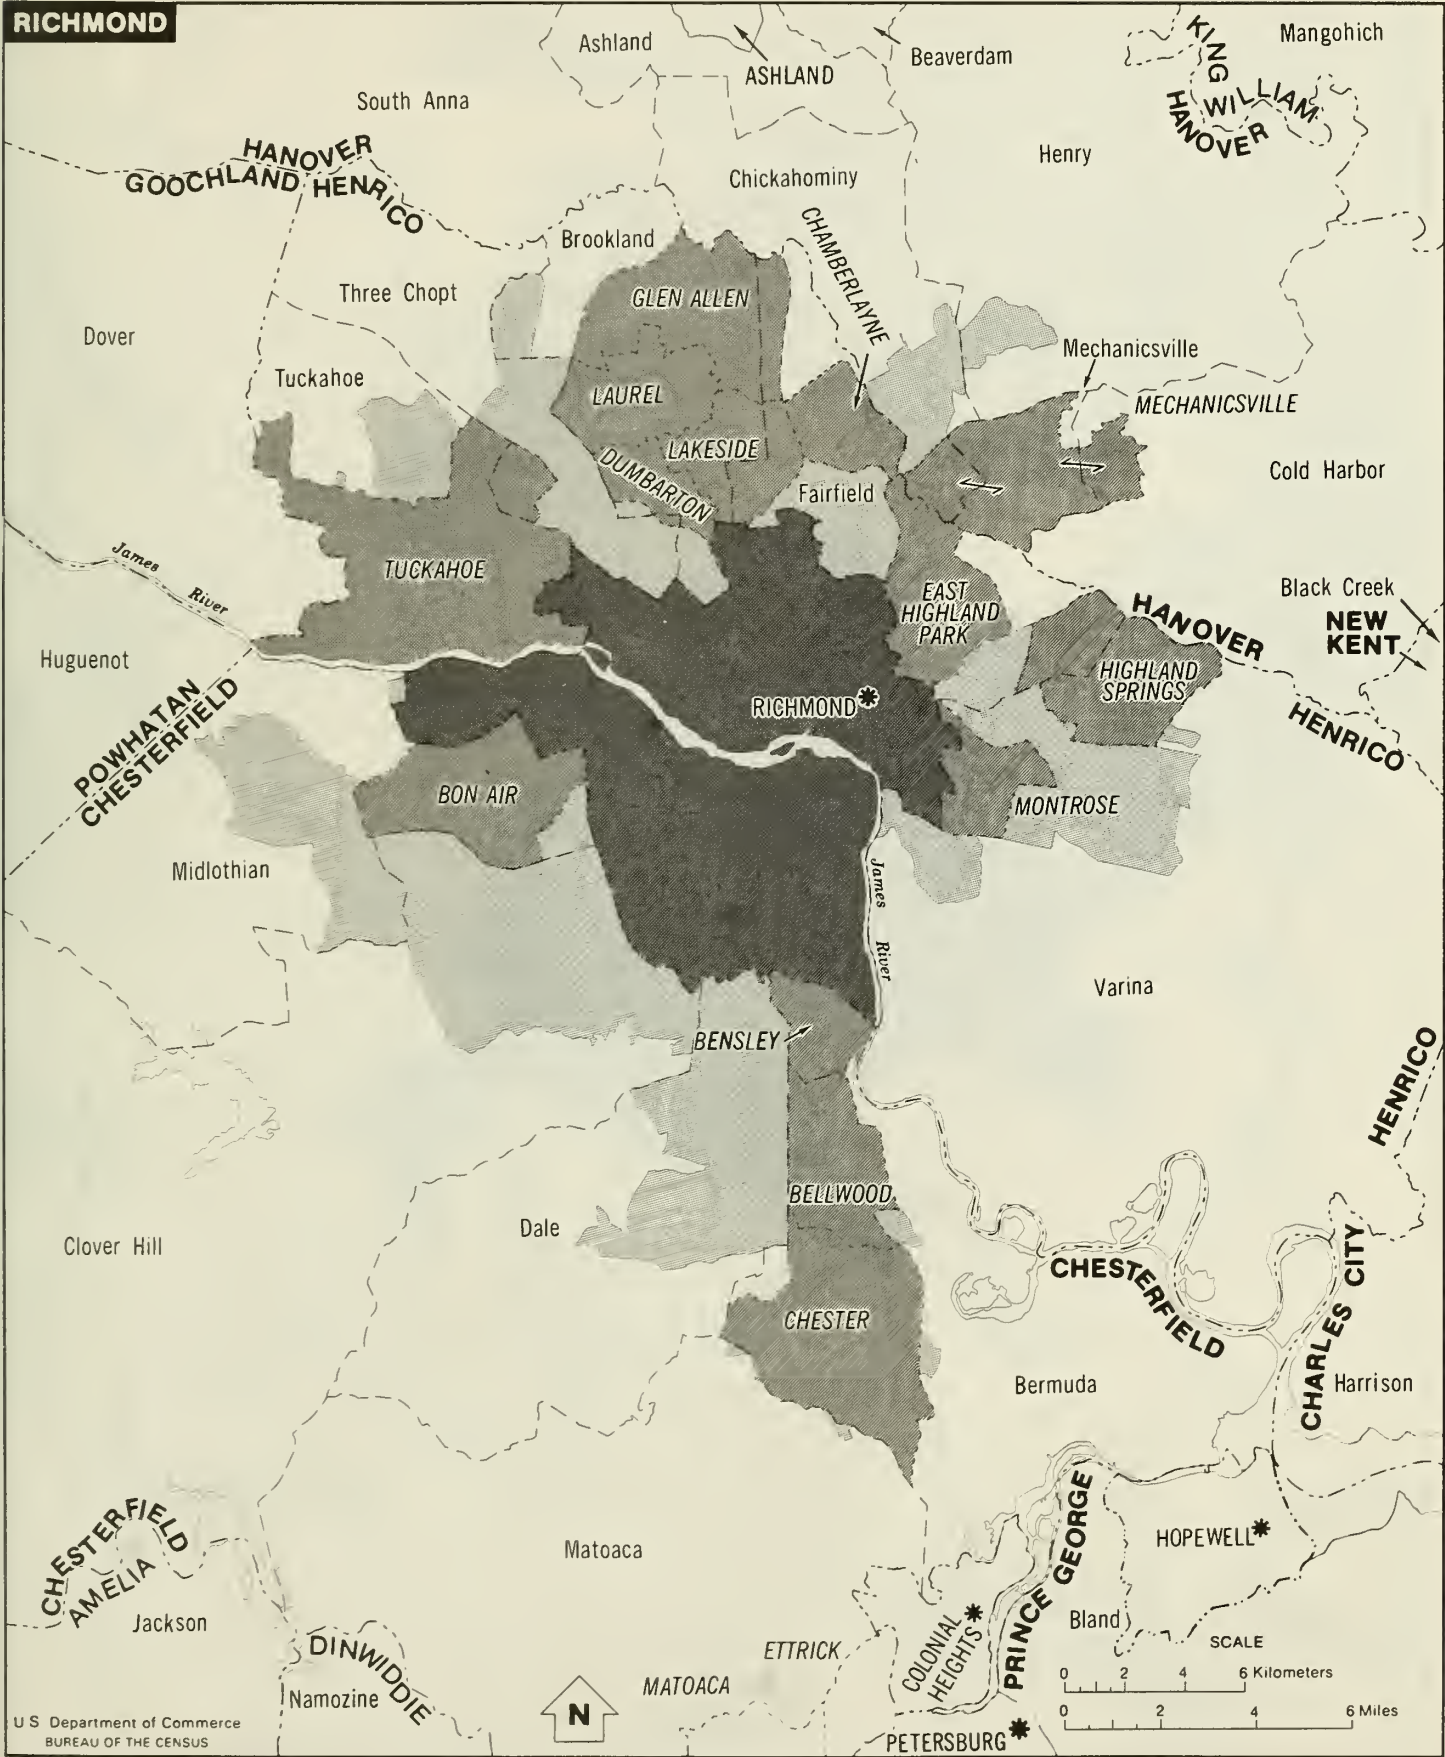 RICHMOND
Ashland
ASHLAND
Beaverdam
KING
WILLIAM
HANOVER
Mangohich
South Anna
HANOVER
GOOCHLAND
HENRICO
Chickahominy
Henry
Brookland
CHAMBERLAYNE
Three Chopt
GLEN ALLEN
Dover
Tuckahoe
Mechanicsville
MECHANICSVILLE
LAUREL
LAKESIDE
DUMBARTON
Fairfield
Cold Harbor
James
River
TUCKAHOE
EAST
HIGHLAND
PARK
Black Creek
NEW
KENT
HANOVER
HENRICO
Huguenot
HIGHLAND
SPRINGS
POWHATAN
CHESTERFIELD
RICHMOND
BON AIR
MONTROSE
Midlothian
James
River
Varina
BENSLEY
HENRICO
BELLWOOD
Dale
Clover Hill
CHESTERFIELD
CHARLES CITY
CHESTER
Bermuda
Harrison
CHESTERFIELD
AMELIA
Jackson
Matoaca
PRINCE GEORGE
HOPEWELL
Bland
DINWIDDIE
Namozine
ETTRICK
MATOACA
COLONIAL
HEIGHTS
PETERSBURG
SCALE
0 2 4 6 Kilometers
0 2 4 6 Miles
N
U S Department of Commerce
BUREAU OF THE CENSUS